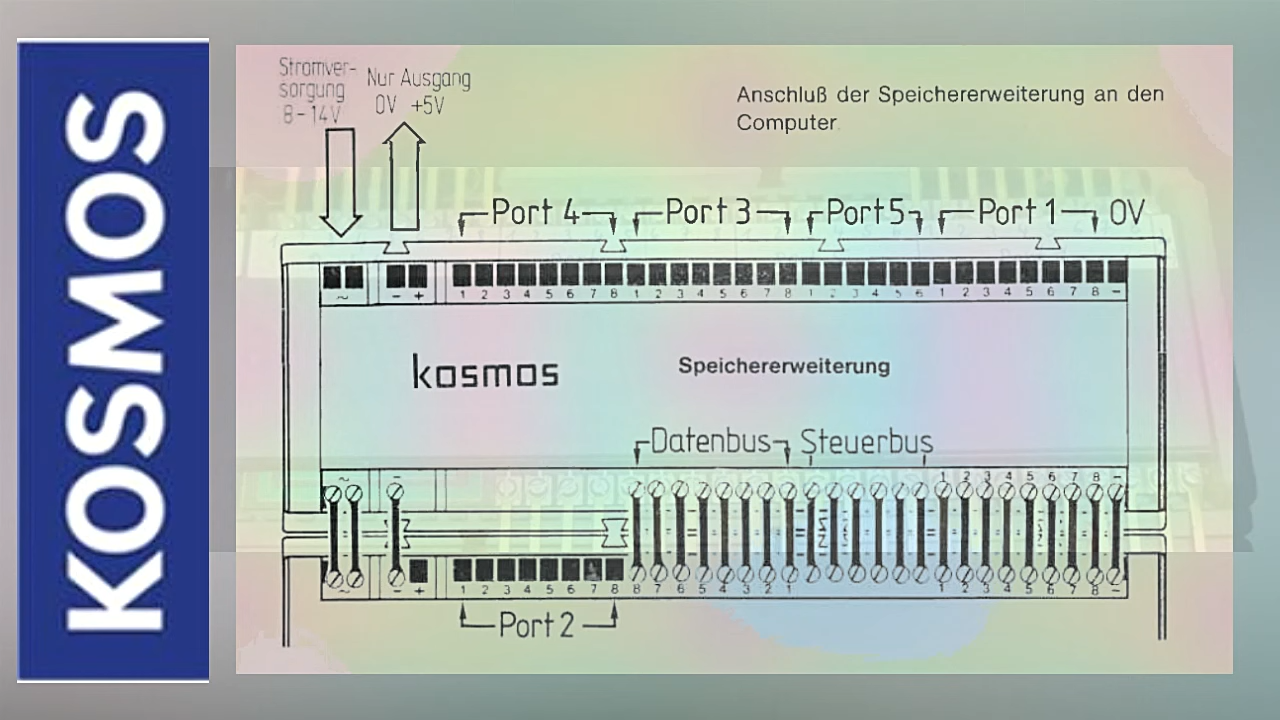 KOSMOS
Stromver-
sorgung
8-14V
Nur Ausgang
0V +5V
Anschluß der Speichererweiterung an den
Computer.
Port 4
Port 3
Port 5
Port 1
0V
~ - + 1 2 3 4 5 6 7 8 1 2 3 4 5 6 7 8 1 2 3 4 5 6 1 2 3 4 5 6 7 8 -
kosmos
Speichererweiterung
Datenbus
Steuerbus
~ - 1 2 3 4 5 6 7 8 -
~ - + 1 2 3 4 5 6 7 8 8 7 6 5 4 3 2 1 1 2 3 4 5 6 7 8 -
Port 2